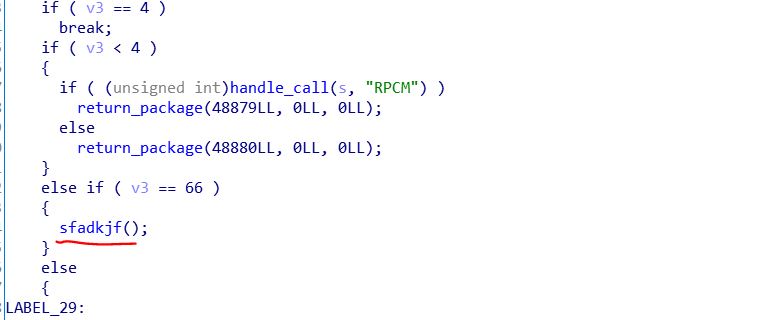 if ( v3 == 4 )
break;
if ( v3 < 4 )
{
if ( (unsigned int)handle_call(s, "RPCM") )
return_package(48879LL, 0LL, 0LL);
else
return_package(48880LL, 0LL, 0LL);
}
else if ( v3 == 66 )
{
sfadkjf();
}
else
{
LABEL_29: